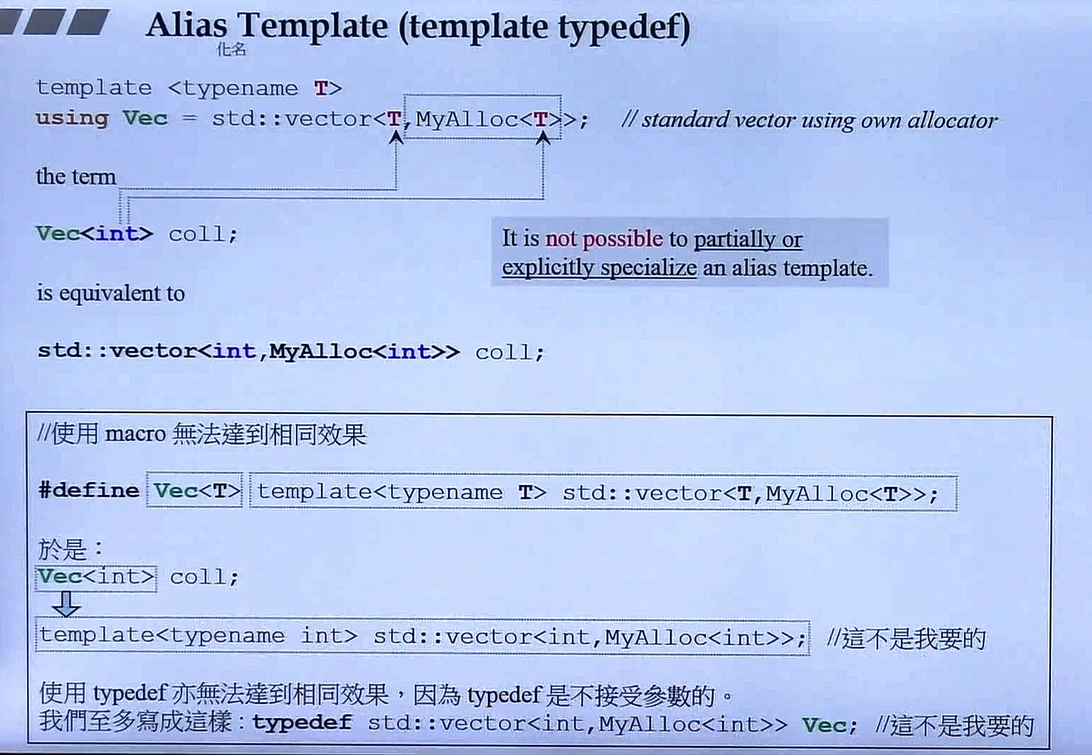 Alias Template (template typedef)
化名
template <typename T>
using Vec = std::vector<T,MyAlloc<T>>; // standard vector using own allocator
the term
Vec<int> coll;
It is not possible to partially or
explicitly specialize an alias template.
is equivalent to
std::vector<int,MyAlloc<int>> coll;
//使用 macro 無法達到相同效果
#define Vec<T> template<typename T> std::vector<T,MyAlloc<T>>;
於是：
Vec<int> coll;
template<typename int> std::vector<int,MyAlloc<int>>; //這不是我要的
使用 typedef 亦無法達到相同效果，因為 typedef 是不接受參數的。
我們至多寫成這樣：typedef std::vector<int,MyAlloc<int>> Vec; //這不是我要的